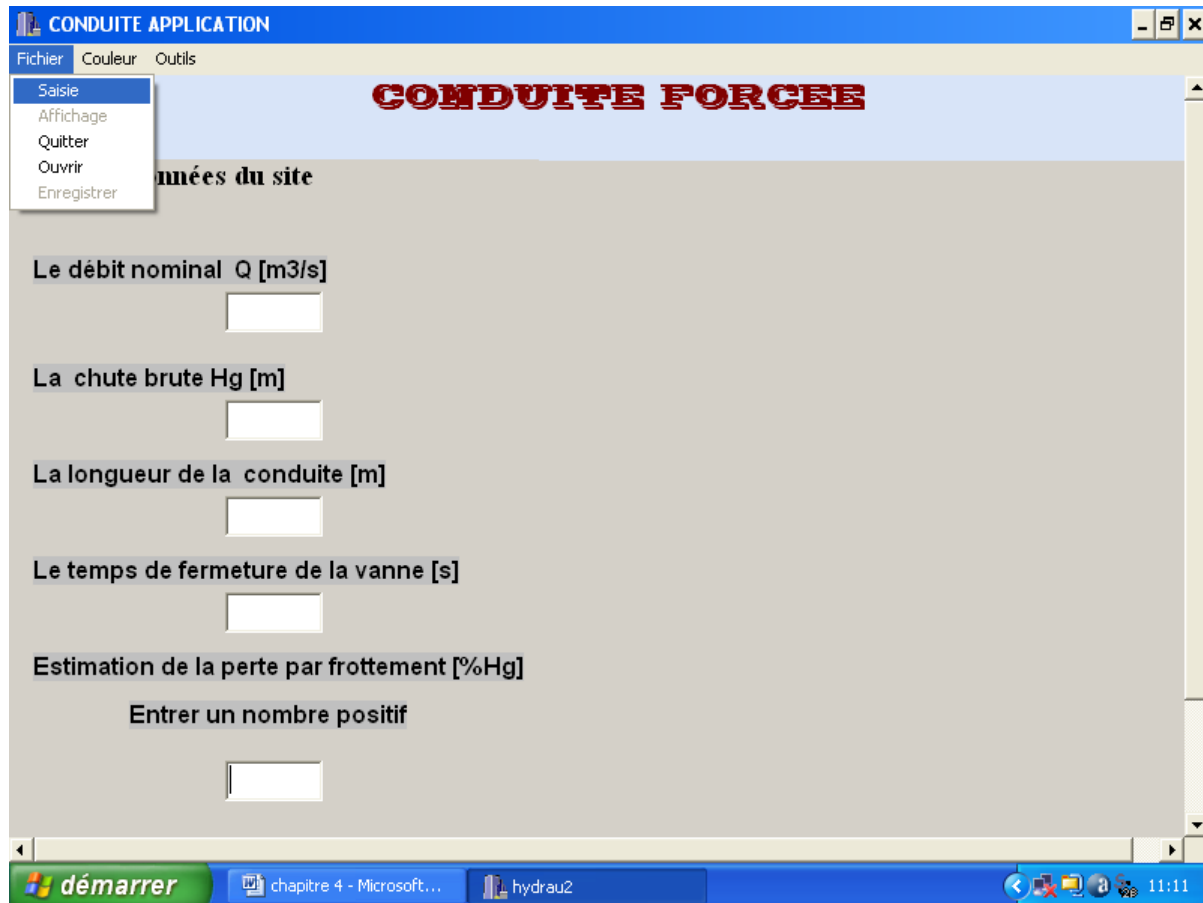 CONDUITE APPLICATION
Fichier Couleur Outils
Saisie
Affichage
Quitter
Ouvrir
Enregistrer
CONDUITE FORCEE
nnées du site
Le débit nominal Q [m3/s]
La chute brute Hg [m]
La longueur de la conduite [m]
Le temps de fermeture de la vanne [s]
Estimation de la perte par frottement [%Hg]
Entrer un nombre positif
démarrer
chapitre 4 - Microsoft...
hydrau2
11:11